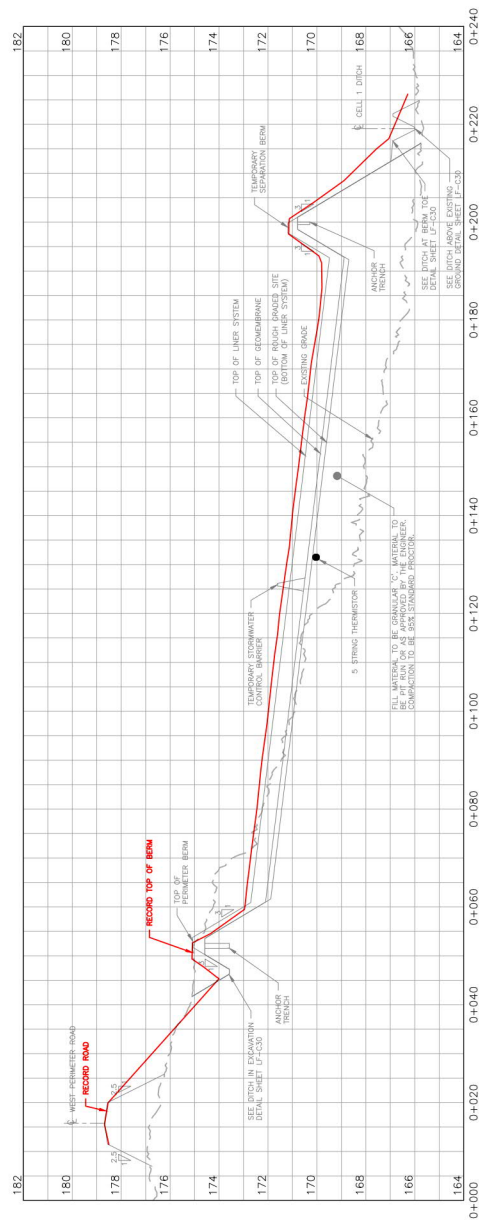 182
180
178
176
174
172
170
168
166
164
℄ WEST PERIMETER ROAD
RECORD ROAD
2.5
1
2.5
1
SEE DITCH IN EXCAVATION
DETAIL SHEET LF-C30
RECORD TOP OF BERM
TOP OF
PERIMETER BERM
3
1
ANCHOR
TRENCH
TEMPORARY STORMWATER
CONTROL BARRIER
5 STRING THERMISTOR
FILL MATERIAL TO BE GRANULAR 'C'. MATERIAL TO
BE PIT RUN OR AS APPROVED BY THE ENGINEER.
COMPACTION TO BE 95% STANDARD PROCTOR.
TOP OF LINER SYSTEM
TOP OF GEOMEMBRANE
TOP OF ROUGH GRADED SITE
(BOTTOM OF LINER SYSTEM)
EXISTING GRADE
TEMPORARY
SEPARATION BERM
3
1
3
1
ANCHOR
TRENCH
℄ CELL 1 DITCH
SEE DITCH AT BERM TOE
DETAIL SHEET LF-C30
SEE DITCH ABOVE EXISTING
GROUND DETAIL SHEET LF-C30
182
180
178
176
174
172
170
168
166
164
0+000
0+020
0+040
0+060
0+080
0+100
0+120
0+140
0+160
0+180
0+200
0+220
0+240